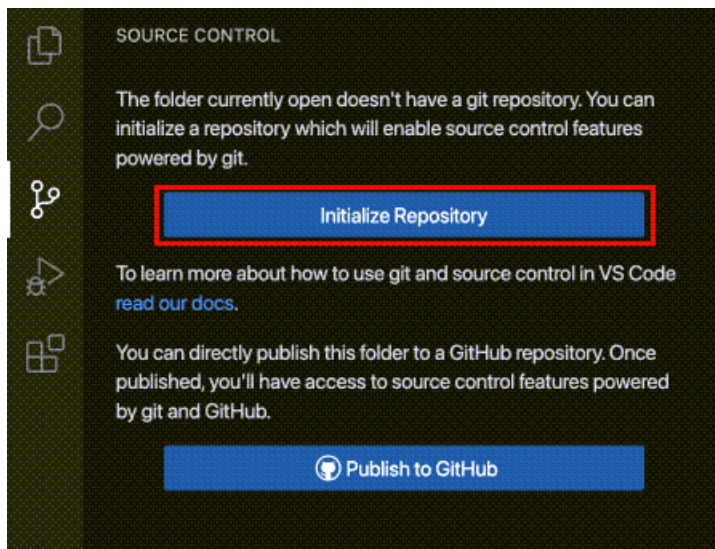 SOURCE CONTROL
The folder currently open doesn't have a git repository. You can
initialize a repository which will enable source control features
powered by git.
Initialize Repository
To learn more about how to use git and source control in VS Code
read our docs.
You can directly publish this folder to a GitHub repository. Once
published, you'll have access to source control features powered
by git and GitHub.
Publish to GitHub